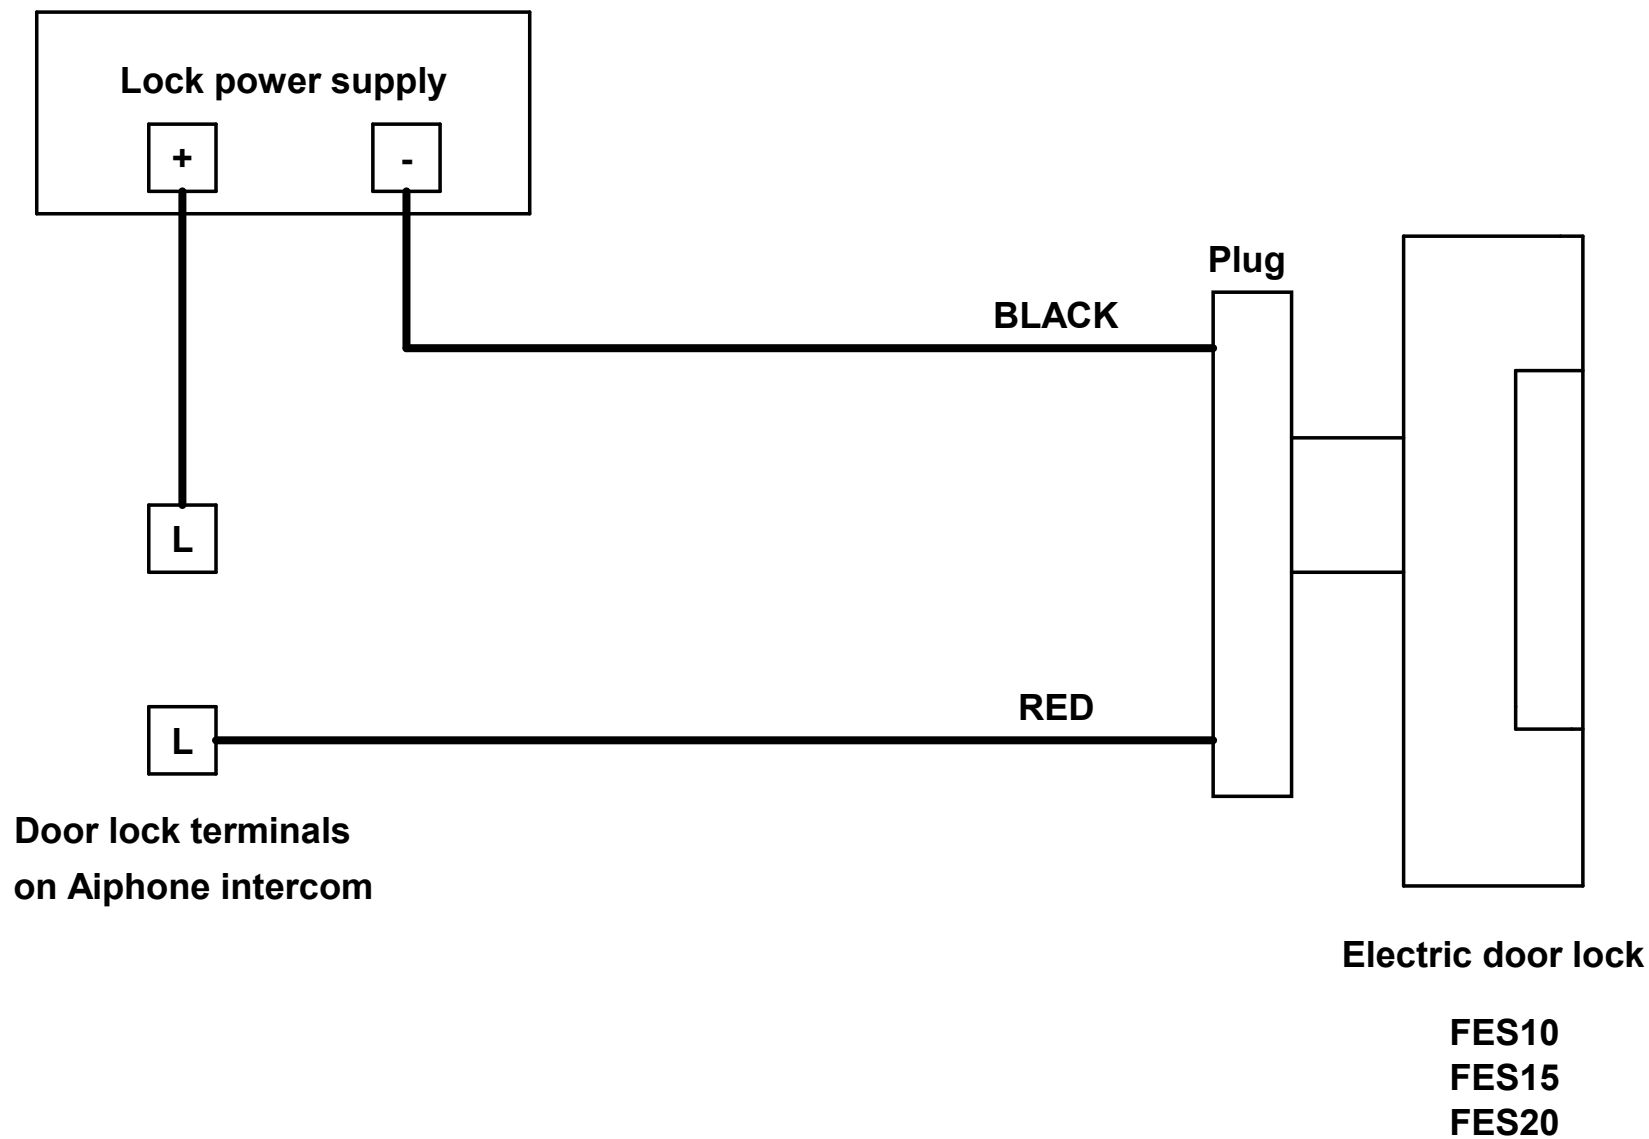 Lock power supply
+
-
Plug
BLACK
L
RED
L
Door lock terminals
on Aiphone intercom
Electric door lock
FES10
FES15
FES20